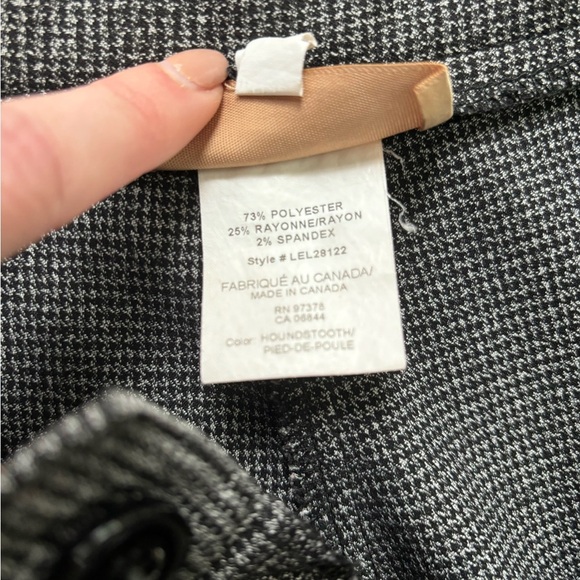 73% POLYESTER
25% RAYONNE/RAYON
2% SPANDEX
Style # LEL28122
FABRIQUÉ AU CANADA/
MADE IN CANADA
RN 97378
CA 06844
Color: HOUNDSTOOTH/
PIED-DE-POULE